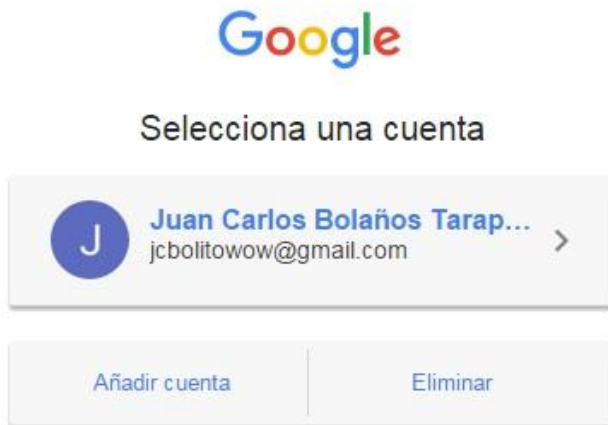 Google
Selecciona una cuenta
J
Juan Carlos Bolaños Tarap...
jcbolitowow@gmail.com
Añadir cuenta
Eliminar